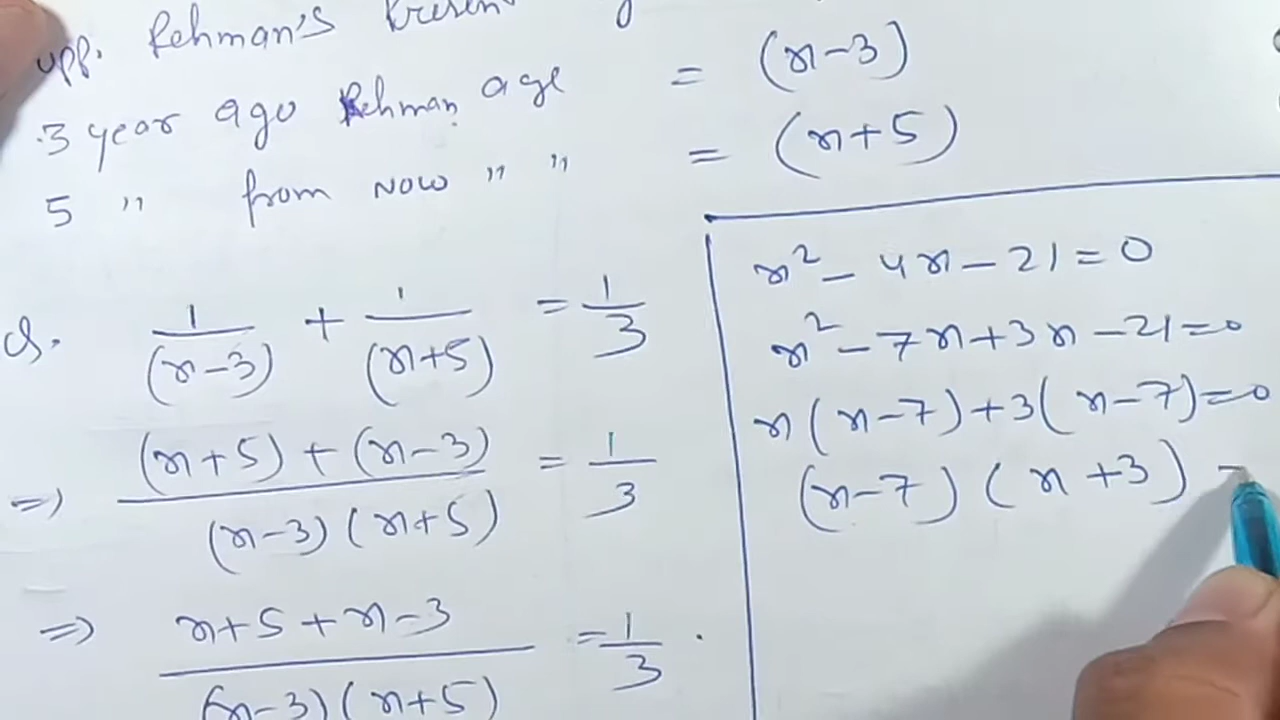 Rehman's Present
3 year ago Rehman age = (x-3)
5 " from now " " = (x+5)
1/(x-3) + 1/(x+5) = 1/3
=> (x+5)+(x-3)/(x-3)(x+5) = 1/3
=> x+5+x-3/(x-3)(x+5) = 1/3
x²-4x-21=0
x²-7x+3x-21=0
x(x-7)+3(x-7)=0
(x-7)(x+3) =